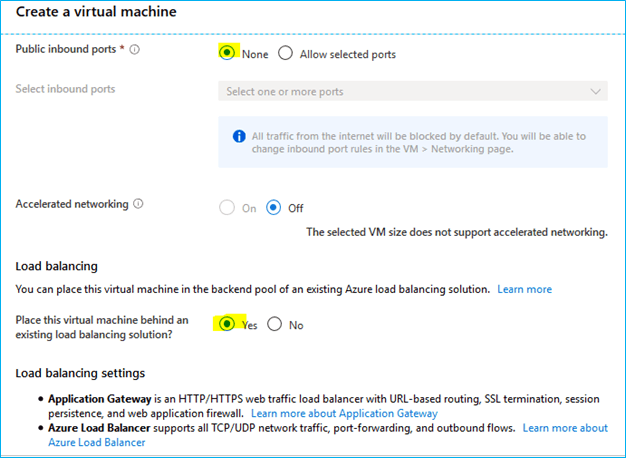 Create a virtual machine
Public inbound ports *
None
Allow selected ports
Select inbound ports
Select one or more ports
All traffic from the internet will be blocked by default. You will be able to
change inbound port rules in the VM > Networking page.
Accelerated networking
On
Off
The selected VM size does not support accelerated networking.
Load balancing
You can place this virtual machine in the backend pool of an existing Azure load balancing solution. Learn more
Place this virtual machine behind an
existing load balancing solution?
Yes
No
Load balancing settings
• Application Gateway is an HTTP/HTTPS web traffic load balancer with URL-based routing, SSL termination, session
persistence, and web application firewall. Learn more about Application Gateway
• Azure Load Balancer supports all TCP/UDP network traffic, port-forwarding, and outbound flows. Learn more about
Azure Load Balancer